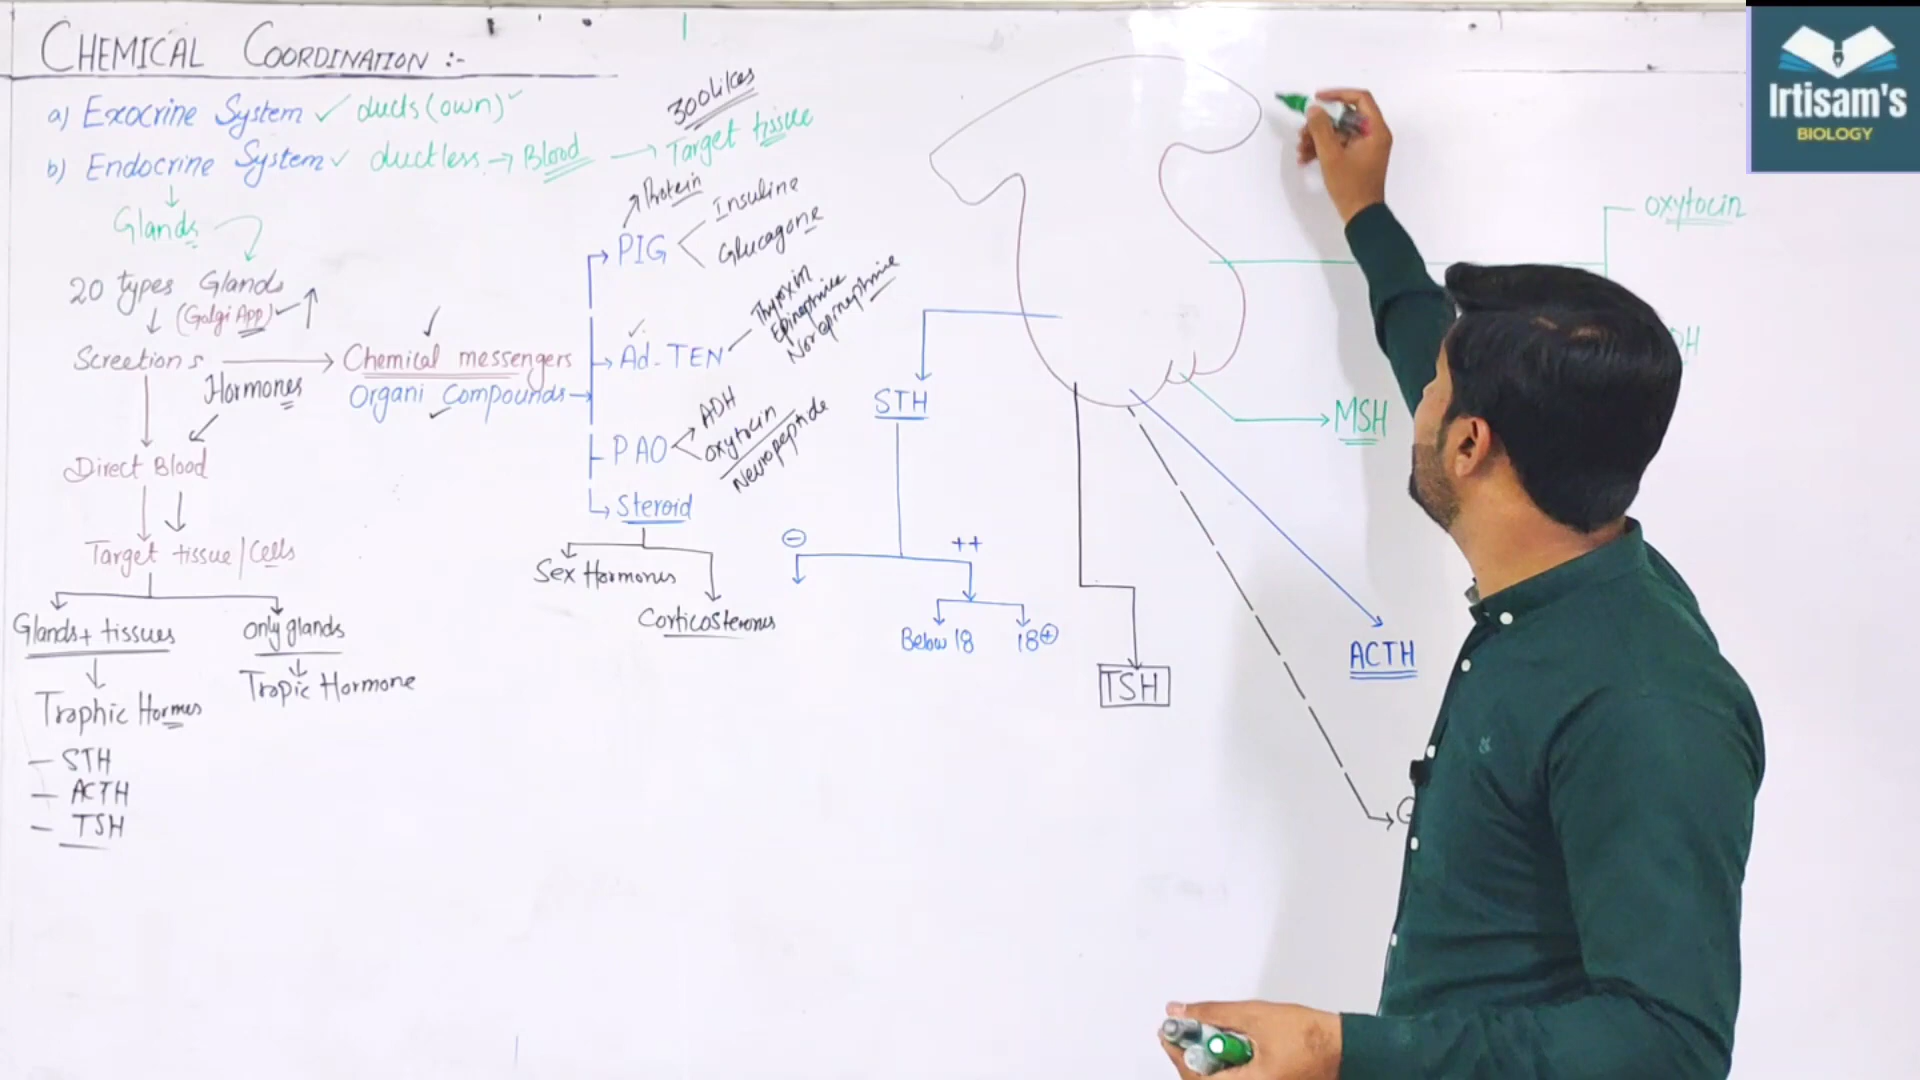 CHEMICAL COORDINATION :-
a) Exocrine System ✓ ducts (own) ✓
b) Endocrine System ✓ ductless → Blood → Target tissue
300 likes
Glands
20 types Glands
(Golgi App)
Screetions → Chemical messengers
Hormones
Organi Compounds →
Direct Blood
Target tissue/Cells
Glands + tissues
only glands
Trophic Hormes
Tropic Hormone
- STH
- ACTH
- TSH
Protein
PIG
Insuline
Glucagone
Ad-TEN
Thyroxin
Epinephrine
Norepinephrine
PAO
ADH
oxytocin
Neuropeptide
Steroid
Sex Hormones
Corticosterones
STH
- ++
Below 18
18+
TSH
ACTH
MSH
oxytocin
DH
G
Irtisam's
BIOLOGY